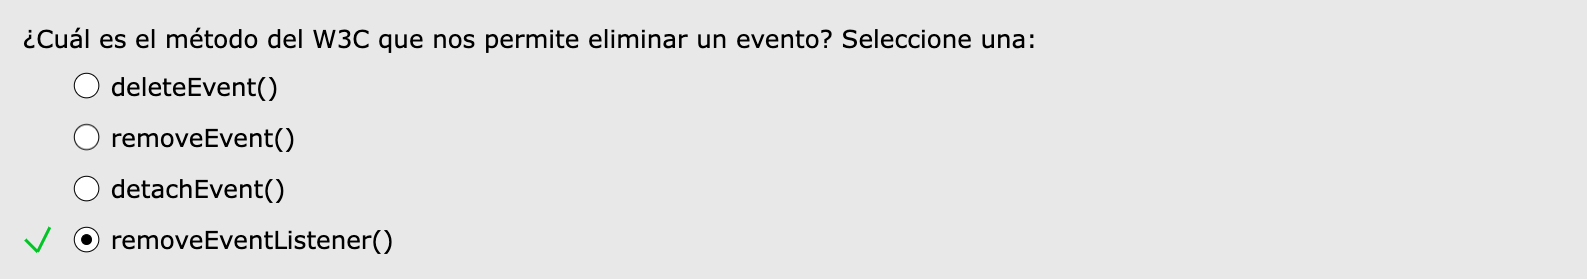 ¿Cuál es el método del W3C que nos permite eliminar un evento? Seleccione una:
deleteEvent()
removeEvent()
detachEvent()
removeEventListener()